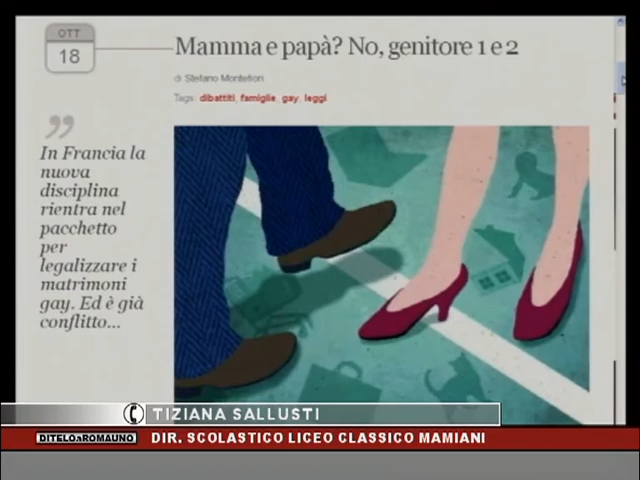 OTT
18
Mamma e papà? No, genitore 1 e 2
di Stefano Montefiori
Tags: dibattiti, famiglie, gay, leggi
”
In Francia la
nuova
disciplina
rientra nel
pacchetto
per
legalizzare i
matrimoni
gay. Ed è già
conflitto...
TIZIANA SALLUSTI
DITELOaROMAUNO DIR. SCOLASTICO LICEO CLASSICO MAMIANI